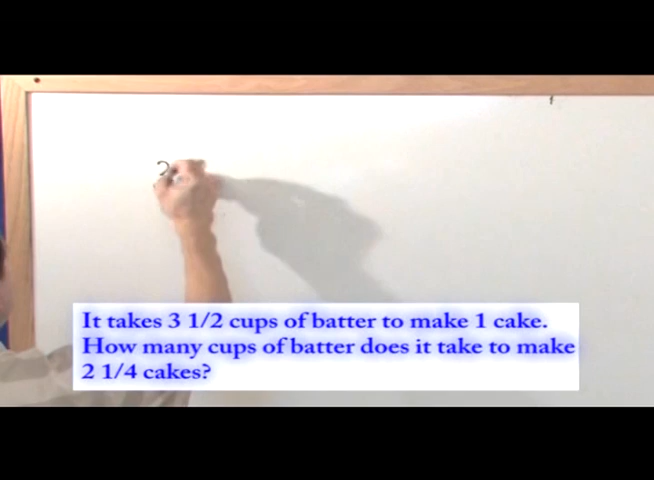 It takes 3 1/2 cups of batter to make 1 cake.
How many cups of batter does it take to make
2 1/4 cakes?